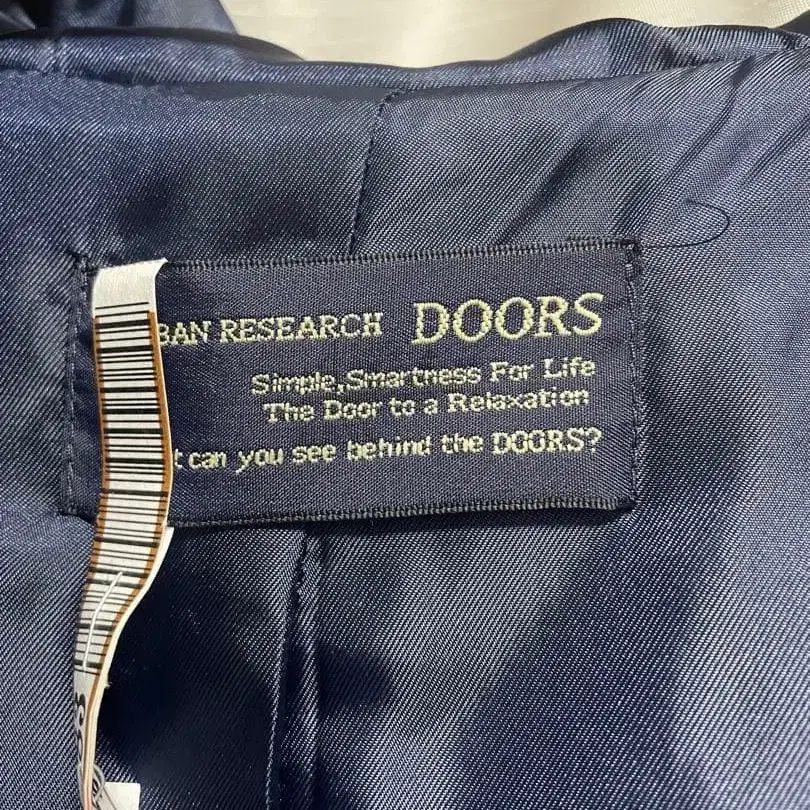 BAN RESEARCH DOORS
Simple,Smartness For Life
The Door to a Relaxation
t can you see behind the DOORS?